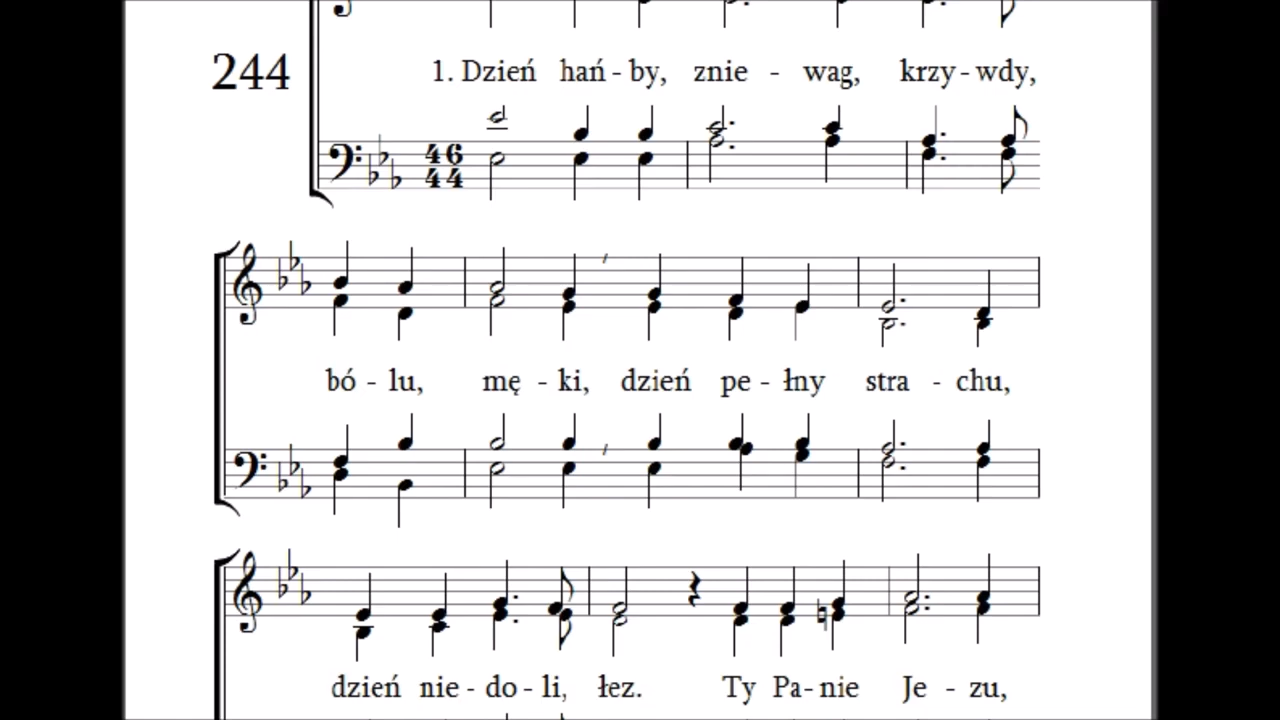 244
1. Dzień hań - by, znie - wag, krzy - wdy,
4 6
4 4
bó - lu, mę - ki, dzień pe - łny stra - chu,
dzień nie - do - li, łez. Ty Pa - nie Je - zu,